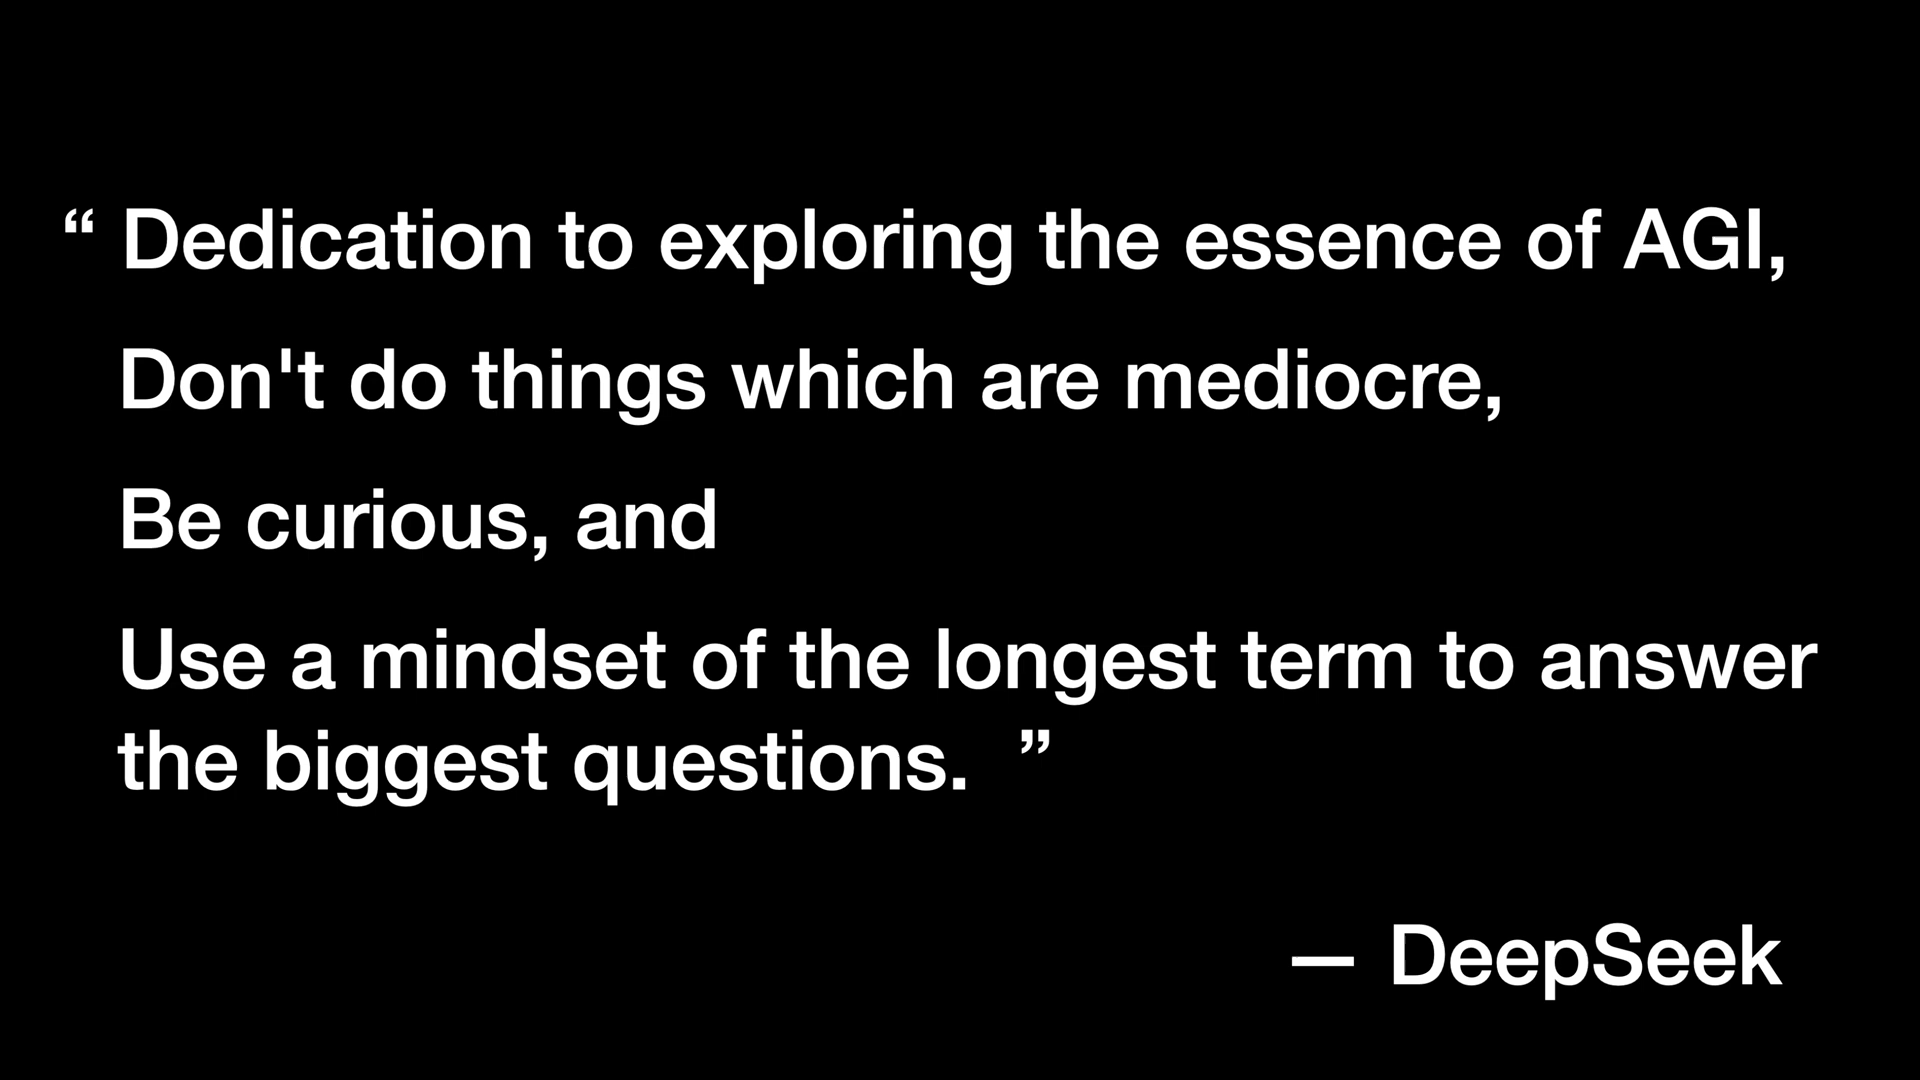 “ Dedication to exploring the essence of AGI,
Don't do things which are mediocre,
Be curious, and
Use a mindset of the longest term to answer
the biggest questions. ”
— DeepSeek